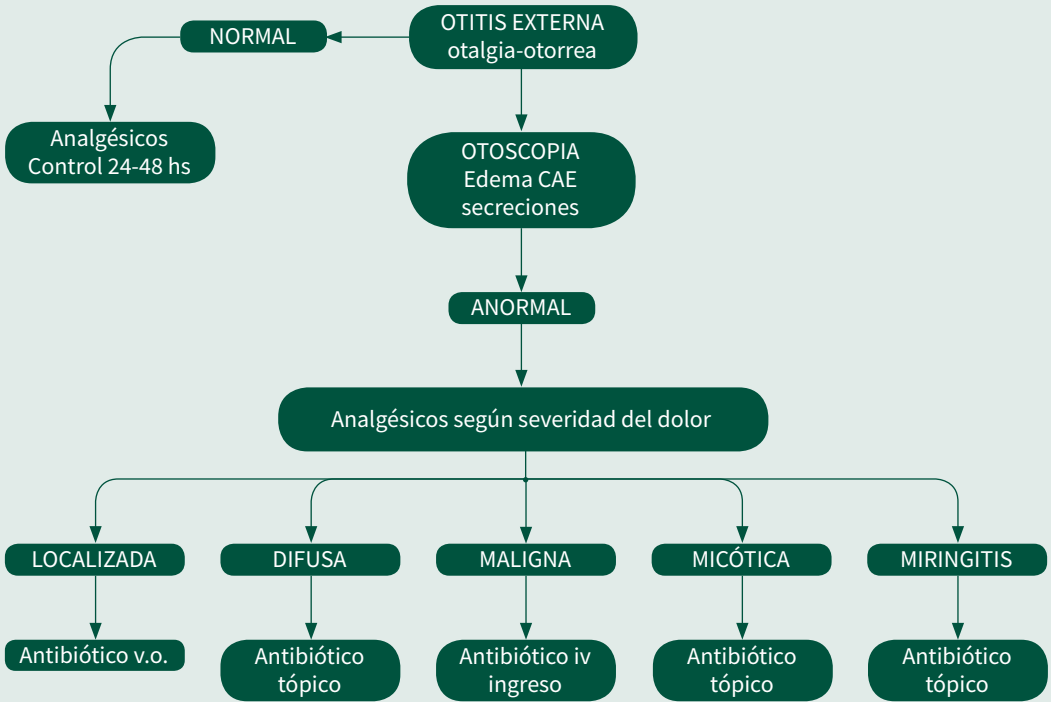 OTITIS EXTERNA
otalgia-otorrea
NORMAL
Analgésicos
Control 24-48 hs
OTOSCOPIA
Edema CAE
secreciones
ANORMAL
Analgésicos según severidad del dolor
LOCALIZADA
DIFUSA
MALIGNA
MICÓTICA
MIRINGITIS
Antibiótico v.o.
Antibiótico
tópico
Antibiótico iv
ingreso
Antibiótico
tópico
Antibiótico
tópico